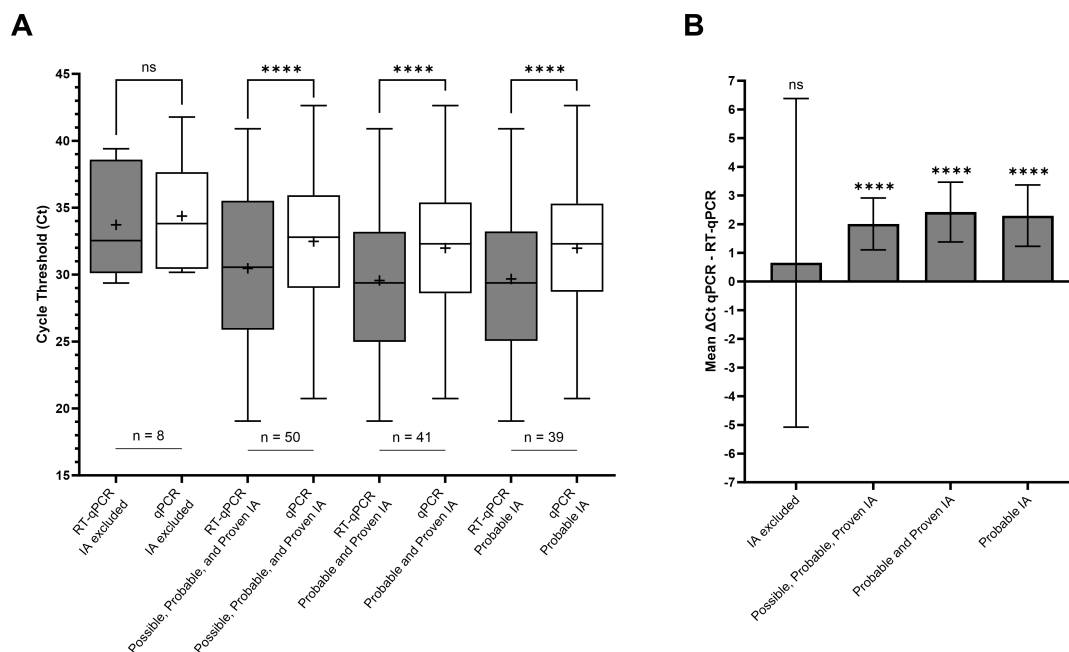 A
B
ns
****
****
****
Cycle Threshold (Ct)
45
40
35
30
25
20
15
n = 8
n = 50
n = 41
n = 39
RT-qPCR
IA excluded
qPCR
IA excluded
RT-qPCR
Possible, Probable, and Proven IA
qPCR
Possible, Probable, and Proven IA
RT-qPCR
Probable and Proven IA
qPCR
Probable and Proven IA
RT-qPCR
Probable IA
qPCR
Probable IA
Mean ΔCt qPCR - RT-qPCR
7
6
5
4
3
2
1
0
-1
-2
-3
-4
-5
-6
-7
ns
****
****
****
IA excluded
Possible, Probable, Proven IA
Probable and Proven IA
Probable IA